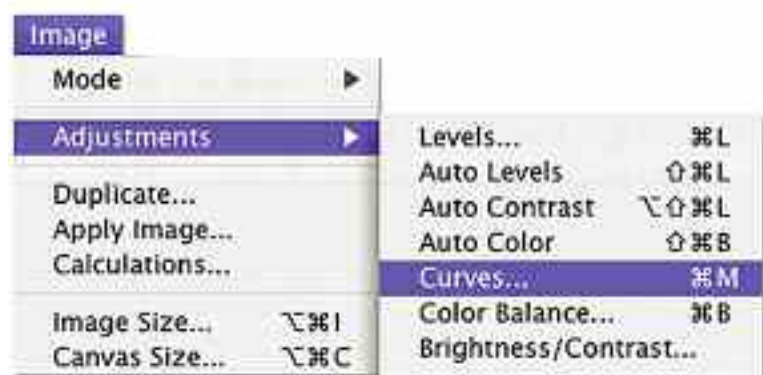 Image
Mode ▶
Adjustments ▶
Duplicate...
Apply Image...
Calculations...
Image Size... ⌥⌘I
Canvas Size... ⌥⌘C
Levels... ⌘L
Auto Levels ⇧⌘L
Auto Contrast ⌥⇧⌘L
Auto Color ⇧⌘B
Curves... ⌘M
Color Balance... ⌘B
Brightness/Contrast...